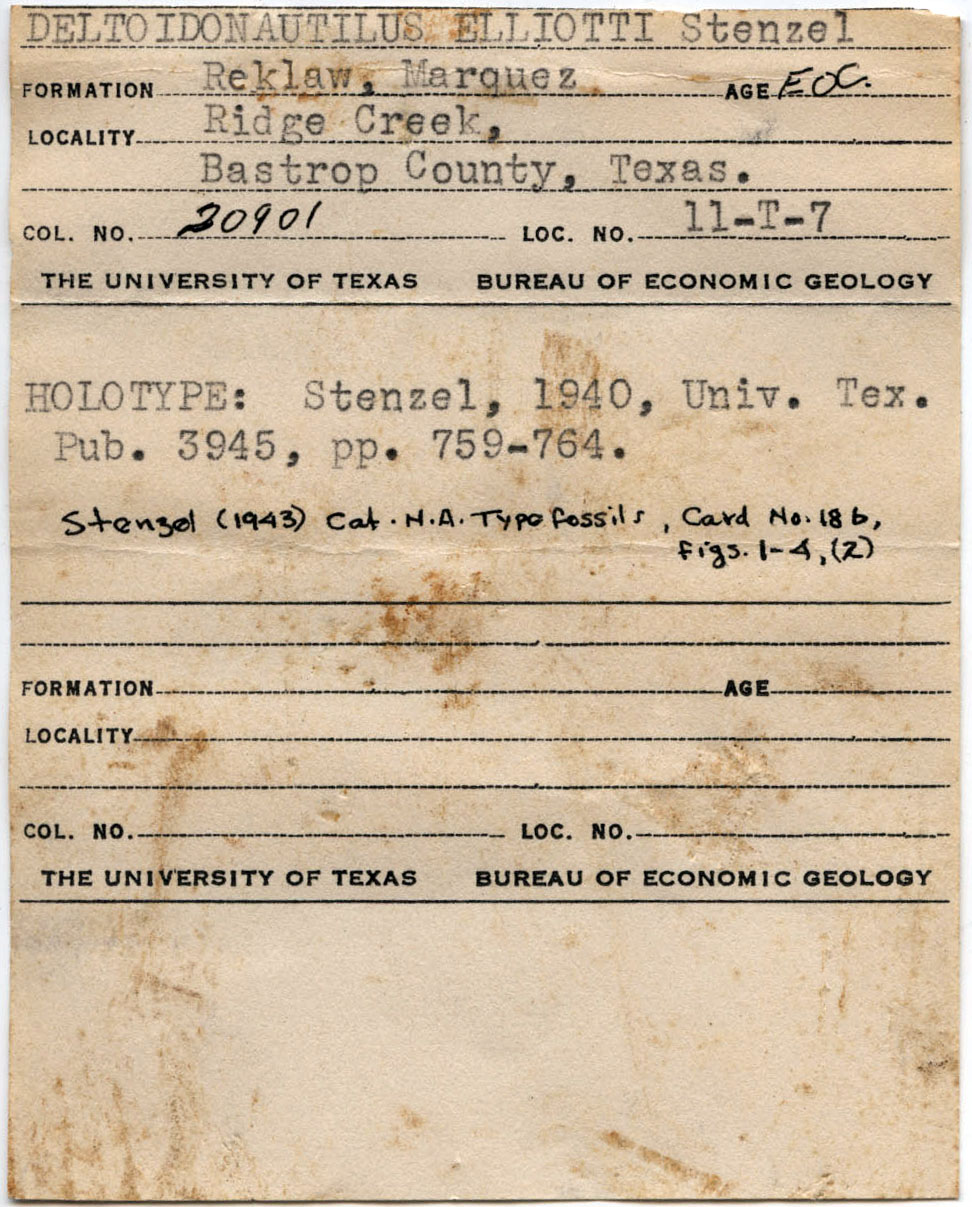 DELTOIDONAUTILUS ELLIOTTI Stenzel
FORMATION Reklaw, Marquez AGE EOC.
LOCALITY Ridge Creek,
Bastrop County, Texas.
COL. NO. 20901 LOC. NO. 11-T-7
THE UNIVERSITY OF TEXAS BUREAU OF ECONOMIC GEOLOGY
HOLOTYPE: Stenzel, 1940, Univ. Tex.
Pub. 3945, pp. 759-764.
Stenzel (1943) Cat. N.A. Type fossils, Card No. 18b,
Figs. 1-4, (2)
FORMATION AGE
LOCALITY
COL. NO. LOC. NO.
THE UNIVERSITY OF TEXAS BUREAU OF ECONOMIC GEOLOGY